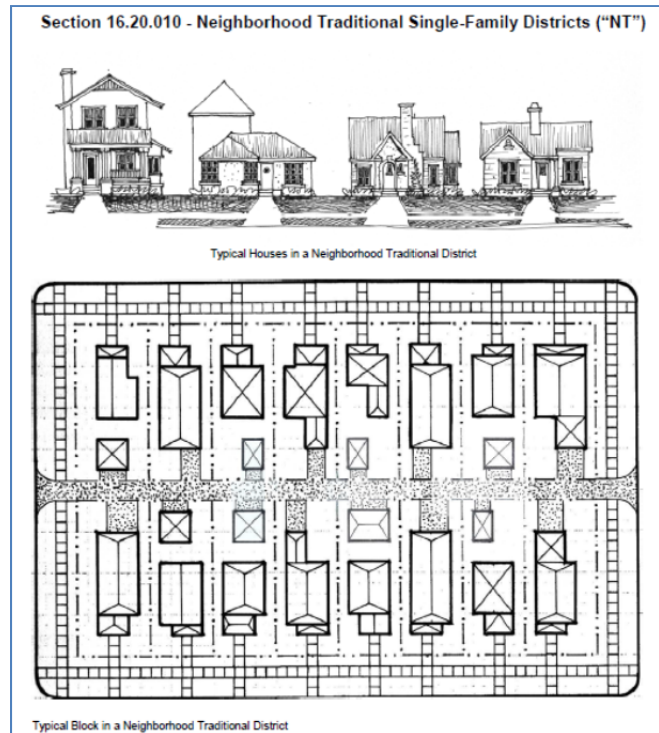 Section 16.20.010 - Neighborhood Traditional Single-Family Districts (“NT”)
Typical Houses in a Neighborhood Traditional District
Typical Block in a Neighborhood Traditional District